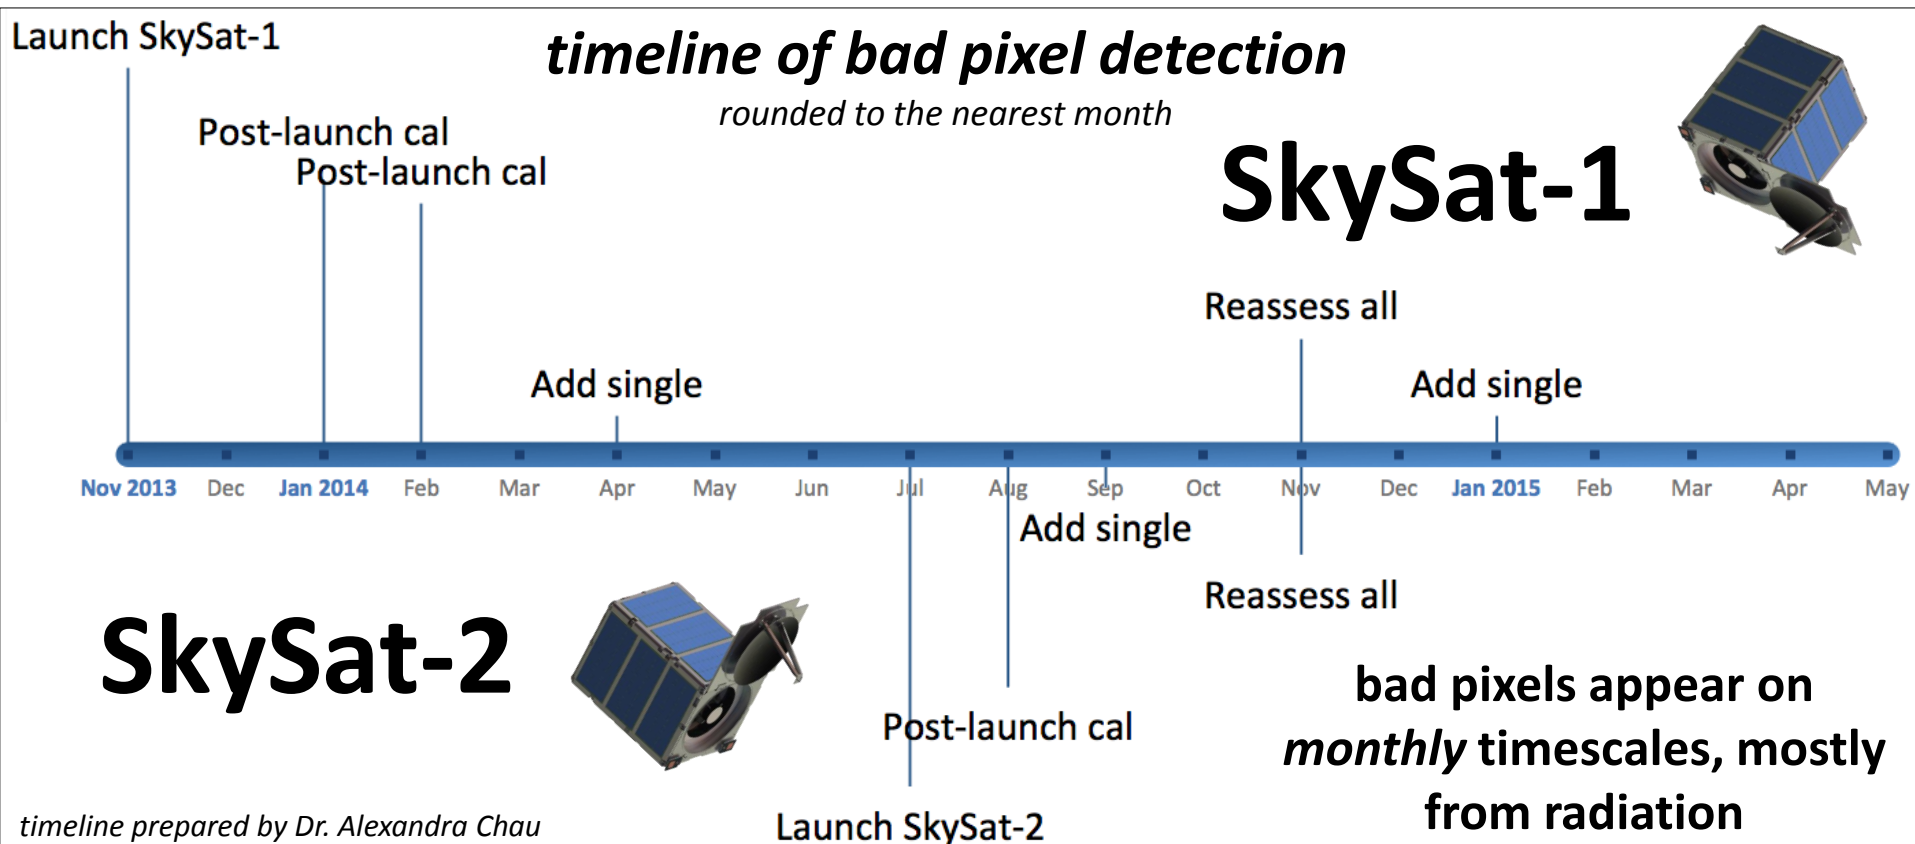 Launch SkySat-1
timeline of bad pixel detection
rounded to the nearest month
Post-launch cal
Post-launch cal
SkySat-1
Reassess all
Add single
Add single
Nov 2013 Dec Jan 2014 Feb Mar Apr May Jun Jul Aug Sep Oct Nov Dec Jan 2015 Feb Mar Apr May
Add single
Reassess all
SkySat-2
Post-launch cal
Launch SkySat-2
bad pixels appear on
monthly timescales, mostly
from radiation
timeline prepared by Dr. Alexandra Chau